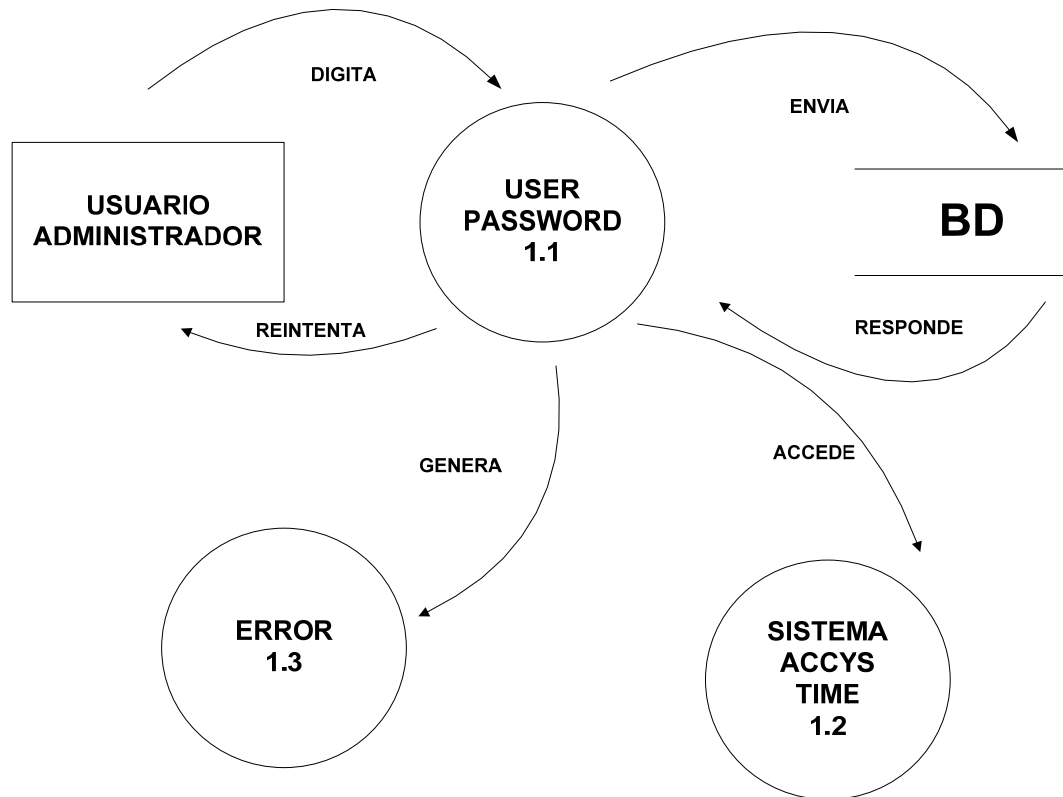 DIGITA
ENVIA
USER
PASSWORD
1.1
USUARIO
ADMINISTRADOR
BD
REINTENTA
RESPONDE
GENERA
ACCEDE
ERROR
1.3
SISTEMA
ACCYS
TIME
1.2